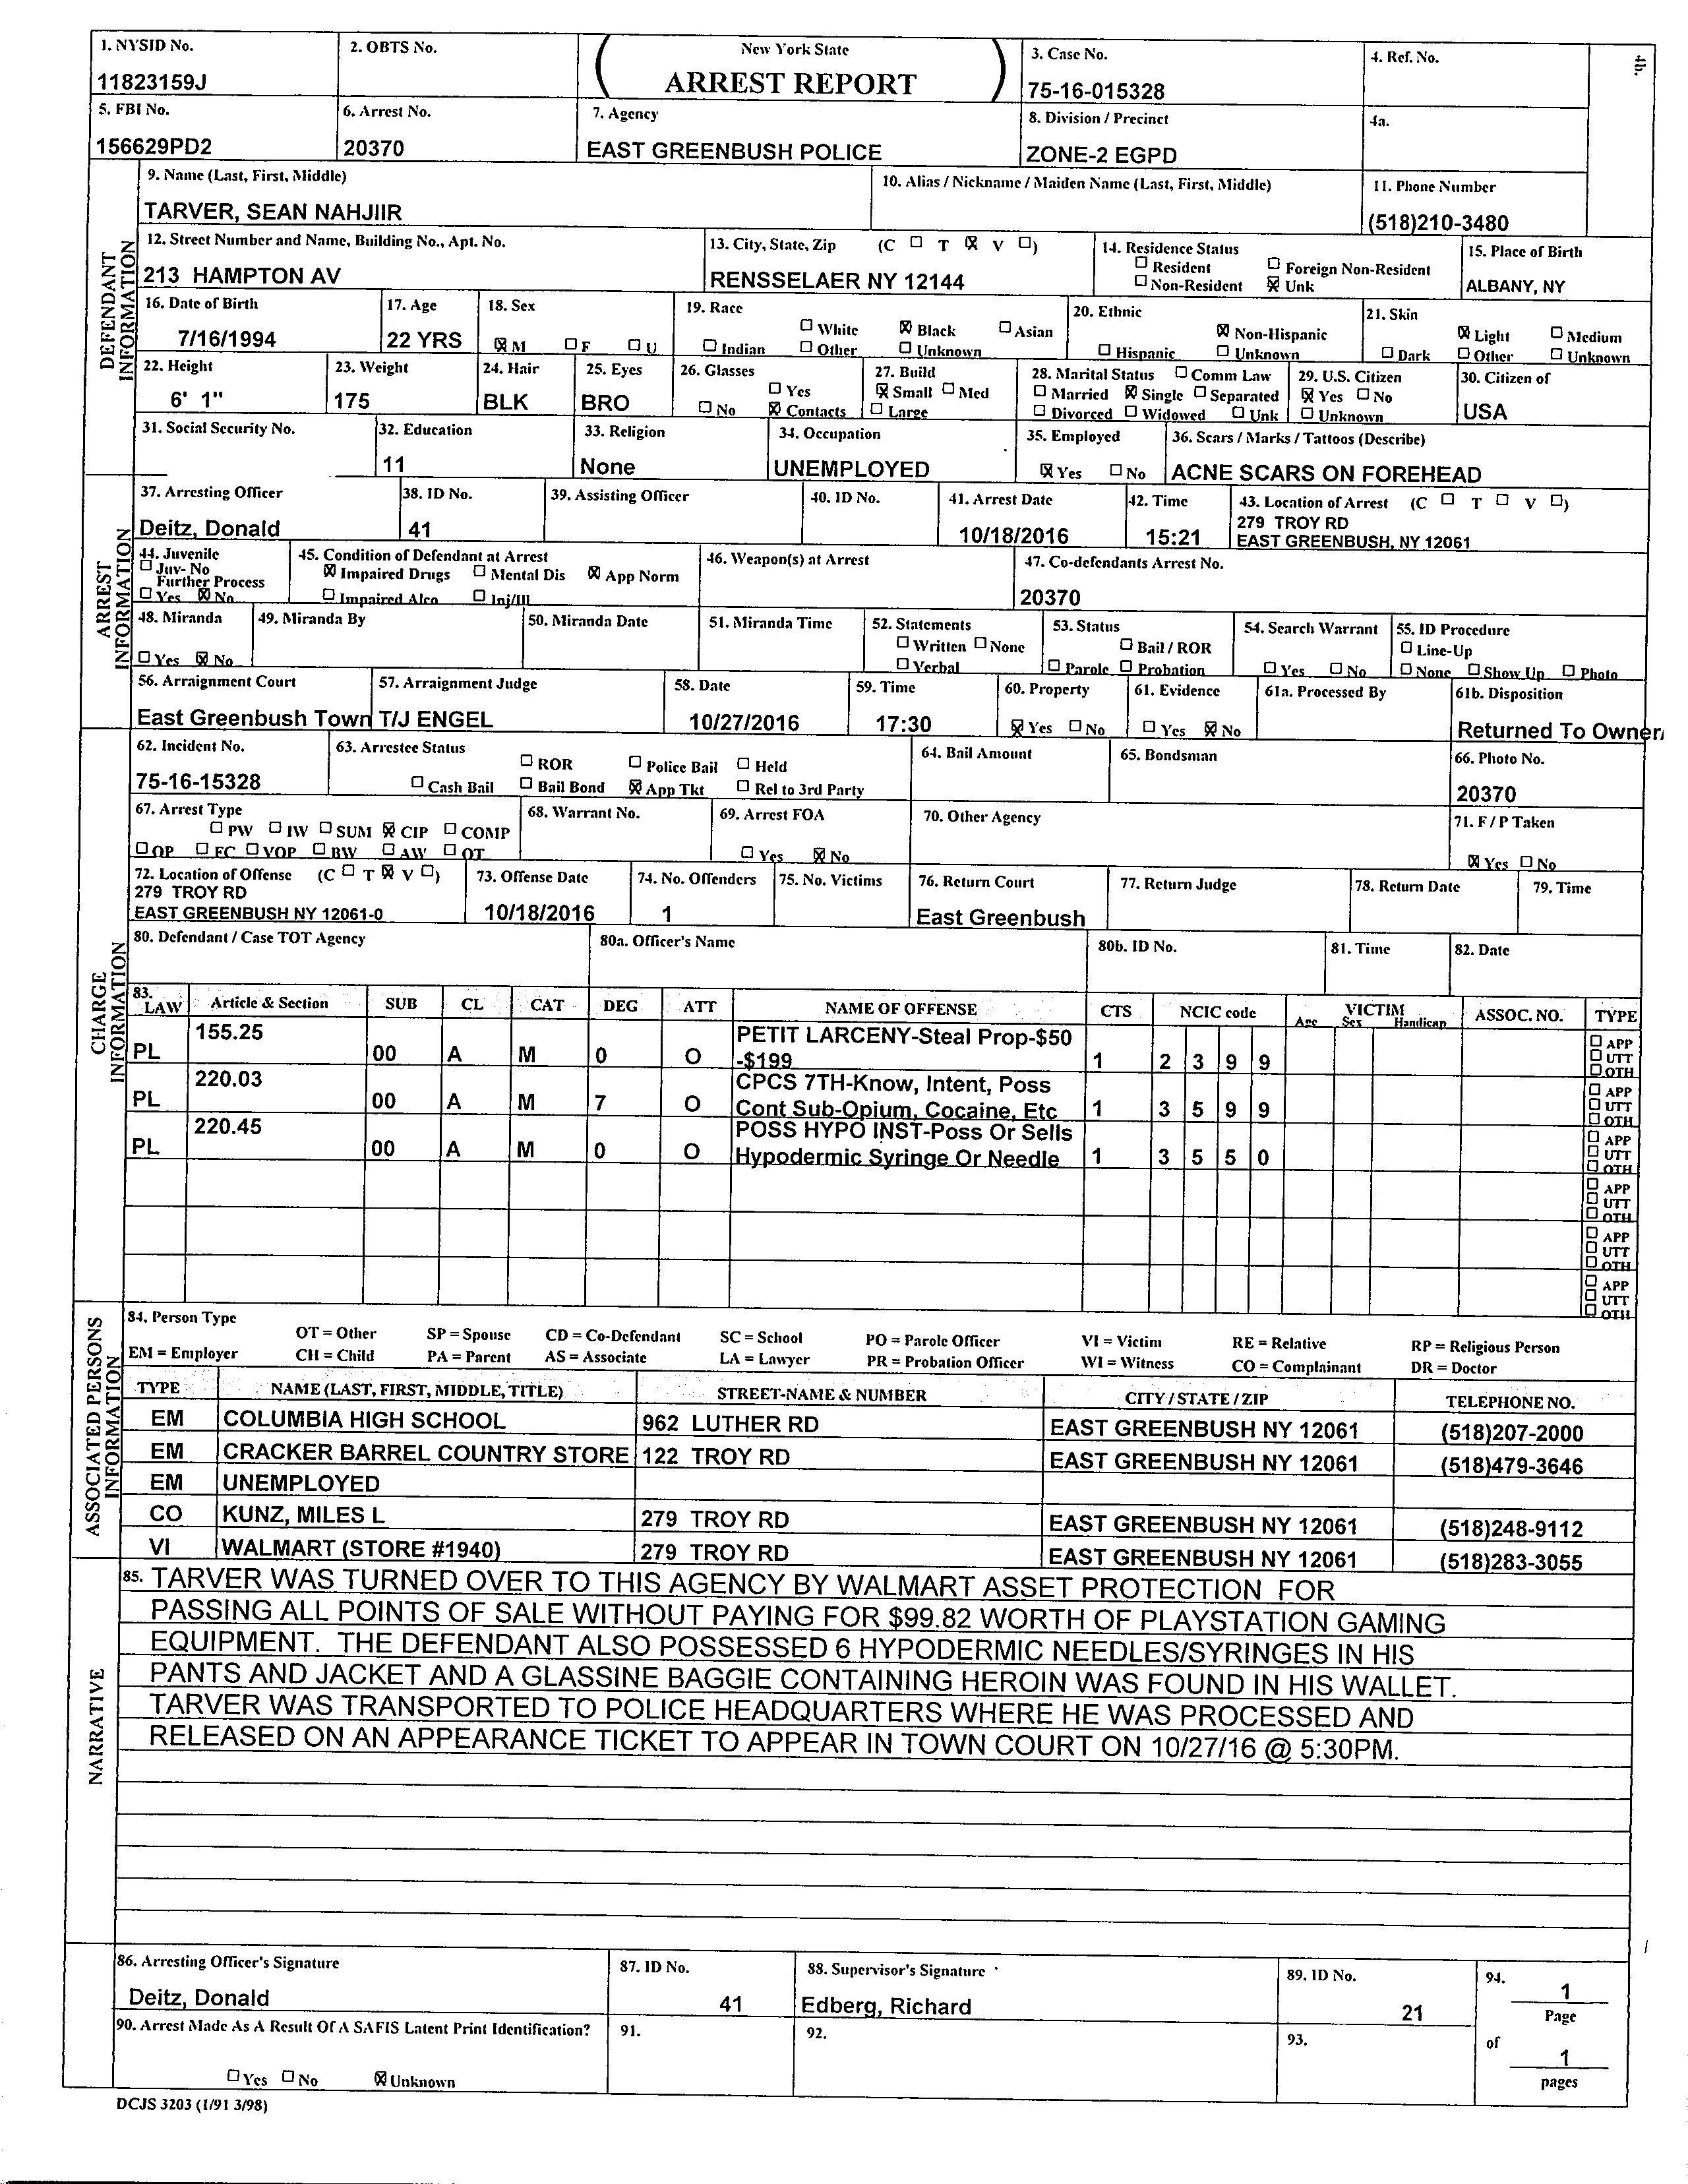 1. NYSID No. 2. OBTS No. New York State 3. Case No. 4. Ref. No. 4b.
11823159J ARREST REPORT 75-16-015328
5. FBI No. 6. Arrest No. 7. Agency 8. Division / Precinct 4a.
156629PD2 20370 EAST GREENBUSH POLICE ZONE-2 EGPD
DEFENDANT INFORMATION
9. Name (Last, First, Middle) 10. Alias / Nickname / Maiden Name (Last, First, Middle) 11. Phone Number
TARVER, SEAN NAHJIIR (518)210-3480
12. Street Number and Name, Building No., Apt. No. 13. City, State, Zip (C ☐ T ☒ V ☐) 14. Residence Status ☐ Resident ☐ Foreign Non-Resident ☐ Non-Resident ☒ Unk 15. Place of Birth
213 HAMPTON AV RENSSELAER NY 12144 ALBANY, NY
16. Date of Birth 17. Age 18. Sex 19. Race 20. Ethnic 21. Skin
7/16/1994 22 YRS ☒ M ☐ F ☐ U ☐ White ☒ Black ☐ Asian ☐ Indian ☐ Other ☐ Unknown ☒ Non-Hispanic ☐ Hispanic ☐ Unknown ☒ Light ☐ Medium ☐ Dark ☐ Other ☐ Unknown
22. Height 23. Weight 24. Hair 25. Eyes 26. Glasses 27. Build 28. Marital Status ☐ Comm Law 29. U.S. Citizen 30. Citizen of
6' 1" 175 BLK BRO ☐ Yes ☐ No ☒ Contacts ☒ Small ☐ Med ☐ Large ☐ Married ☒ Single ☐ Separated ☐ Divorced ☐ Widowed ☐ Unk ☒ Yes ☐ No ☐ Unknown USA
31. Social Security No. 32. Education 33. Religion 34. Occupation 35. Employed 36. Scars / Marks / Tattoos (Describe)
11 None UNEMPLOYED ☒ Yes ☐ No ACNE SCARS ON FOREHEAD
ARREST INFORMATION
37. Arresting Officer 38. ID No. 39. Assisting Officer 40. ID No. 41. Arrest Date 42. Time 43. Location of Arrest (C ☐ T ☐ V ☐)
Deitz, Donald 41 10/18/2016 15:21 279 TROY RD
EAST GREENBUSH, NY 12061
44. Juvenile ☐ Juv- No Further Process ☐ Yes ☒ No 45. Condition of Defendant at Arrest ☒ Impaired Drugs ☐ Mental Dis ☒ App Norm ☐ Impaired Alco ☐ Inj/Ill 46. Weapon(s) at Arrest 47. Co-defendants Arrest No.
20370
48. Miranda 49. Miranda By 50. Miranda Date 51. Miranda Time 52. Statements 53. Status 54. Search Warrant 55. ID Procedure
☐ Yes ☒ No ☐ Written ☐ None ☐ Verbal ☐ Bail / ROR ☐ Parole ☐ Probation ☐ Yes ☐ No ☐ Line-Up ☐ None ☐ Show Up ☐ Photo
56. Arraignment Court 57. Arraignment Judge 58. Date 59. Time 60. Property 61. Evidence 61a. Processed By 61b. Disposition
East Greenbush Town T/J ENGEL 10/27/2016 17:30 ☒ Yes ☐ No ☐ Yes ☒ No Returned To Owner/
CHARGE INFORMATION
62. Incident No. 63. Arrestee Status 64. Bail Amount 65. Bondsman 66. Photo No.
75-16-15328 ☐ ROR ☐ Police Bail ☐ Held ☐ Cash Bail ☐ Bail Bond ☒ App Tkt ☐ Rel to 3rd Party 20370
67. Arrest Type 68. Warrant No. 69. Arrest FOA 70. Other Agency 71. F / P Taken
☐ PW ☐ IW ☐ SUM ☒ CIP ☐ COMP
☐ OP ☐ FC ☐ VOP ☐ BW ☐ AW ☐ OT ☐ Yes ☒ No ☒ Yes ☐ No
72. Location of Offense (C ☐ T ☒ V ☐) 73. Offense Date 74. No. Offenders 75. No. Victims 76. Return Court 77. Return Judge 78. Return Date 79. Time
279 TROY RD
EAST GREENBUSH NY 12061-0 10/18/2016 1 East Greenbush
80. Defendant / Case TOT Agency 80a. Officer's Name 80b. ID No. 81. Time 82. Date
83. LAW Article & Section SUB CL CAT DEG ATT NAME OF OFFENSE CTS NCIC code VICTIM Age Sex Handicap ASSOC. NO. TYPE
PL 155.25 00 A M 0 O PETIT LARCENY-Steal Prop-$50
-$199 1 2 3 9 9 ☐ APP ☐ UTT ☐ OTH
PL 220.03 00 A M 7 O CPCS 7TH-Know, Intent, Poss
Cont Sub-Opium, Cocaine, Etc 1 3 5 9 9 ☐ APP ☐ UTT ☐ OTH
PL 220.45 00 A M 0 O POSS HYPO INST-Poss Or Sells
Hypodermic Syringe Or Needle 1 3 5 5 0 ☐ APP ☐ UTT ☐ OTH
☐ APP ☐ UTT ☐ OTH
☐ APP ☐ UTT ☐ OTH
☐ APP ☐ UTT ☐ OTH
ASSOCIATED PERSONS INFORMATION
84. Person Type
OT = Other SP = Spouse CD = Co-Defendant SC = School PO = Parole Officer VI = Victim RE = Relative RP = Religious Person
EM = Employer CH = Child PA = Parent AS = Associate LA = Lawyer PR = Probation Officer WI = Witness CO = Complainant DR = Doctor
TYPE NAME (LAST, FIRST, MIDDLE, TITLE) STREET-NAME & NUMBER CITY / STATE / ZIP TELEPHONE NO.
EM COLUMBIA HIGH SCHOOL 962 LUTHER RD EAST GREENBUSH NY 12061 (518)207-2000
EM CRACKER BARREL COUNTRY STORE 122 TROY RD EAST GREENBUSH NY 12061 (518)479-3646
EM UNEMPLOYED
CO KUNZ, MILES L 279 TROY RD EAST GREENBUSH NY 12061 (518)248-9112
VI WALMART (STORE #1940) 279 TROY RD EAST GREENBUSH NY 12061 (518)283-3055
NARRATIVE
85. TARVER WAS TURNED OVER TO THIS AGENCY BY WALMART ASSET PROTECTION FOR
PASSING ALL POINTS OF SALE WITHOUT PAYING FOR $99.82 WORTH OF PLAYSTATION GAMING
EQUIPMENT. THE DEFENDANT ALSO POSSESSED 6 HYPODERMIC NEEDLES/SYRINGES IN HIS
PANTS AND JACKET AND A GLASSINE BAGGIE CONTAINING HEROIN WAS FOUND IN HIS WALLET.
TARVER WAS TRANSPORTED TO POLICE HEADQUARTERS WHERE HE WAS PROCESSED AND
RELEASED ON AN APPEARANCE TICKET TO APPEAR IN TOWN COURT ON 10/27/16 @ 5:30PM.
86. Arresting Officer's Signature 87. ID No. 88. Supervisor's Signature 89. ID No. 94. 1
Deitz, Donald 41 Edberg, Richard 21 Page
90. Arrest Made As A Result Of A SAFIS Latent Print Identification? 91. 92. 93. of 1
☐ Yes ☐ No ☒ Unknown pages
DCJS 3203 (1/91 3/98)